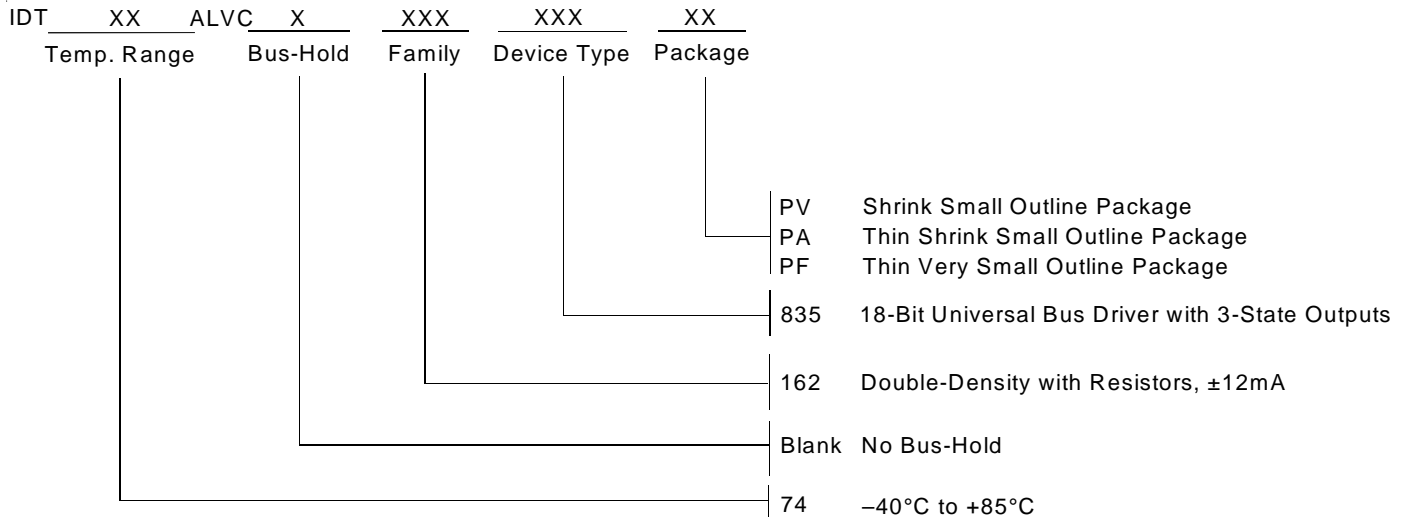 IDT XX ALVC X XXX XXX XX
Temp. Range Bus-Hold Family Device Type Package
PV Shrink Small Outline Package
PA Thin Shrink Small Outline Package
PF Thin Very Small Outline Package
835 18-Bit Universal Bus Driver with 3-State Outputs
162 Double-Density with Resistors, ±12mA
Blank No Bus-Hold
74 –40°C to +85°C